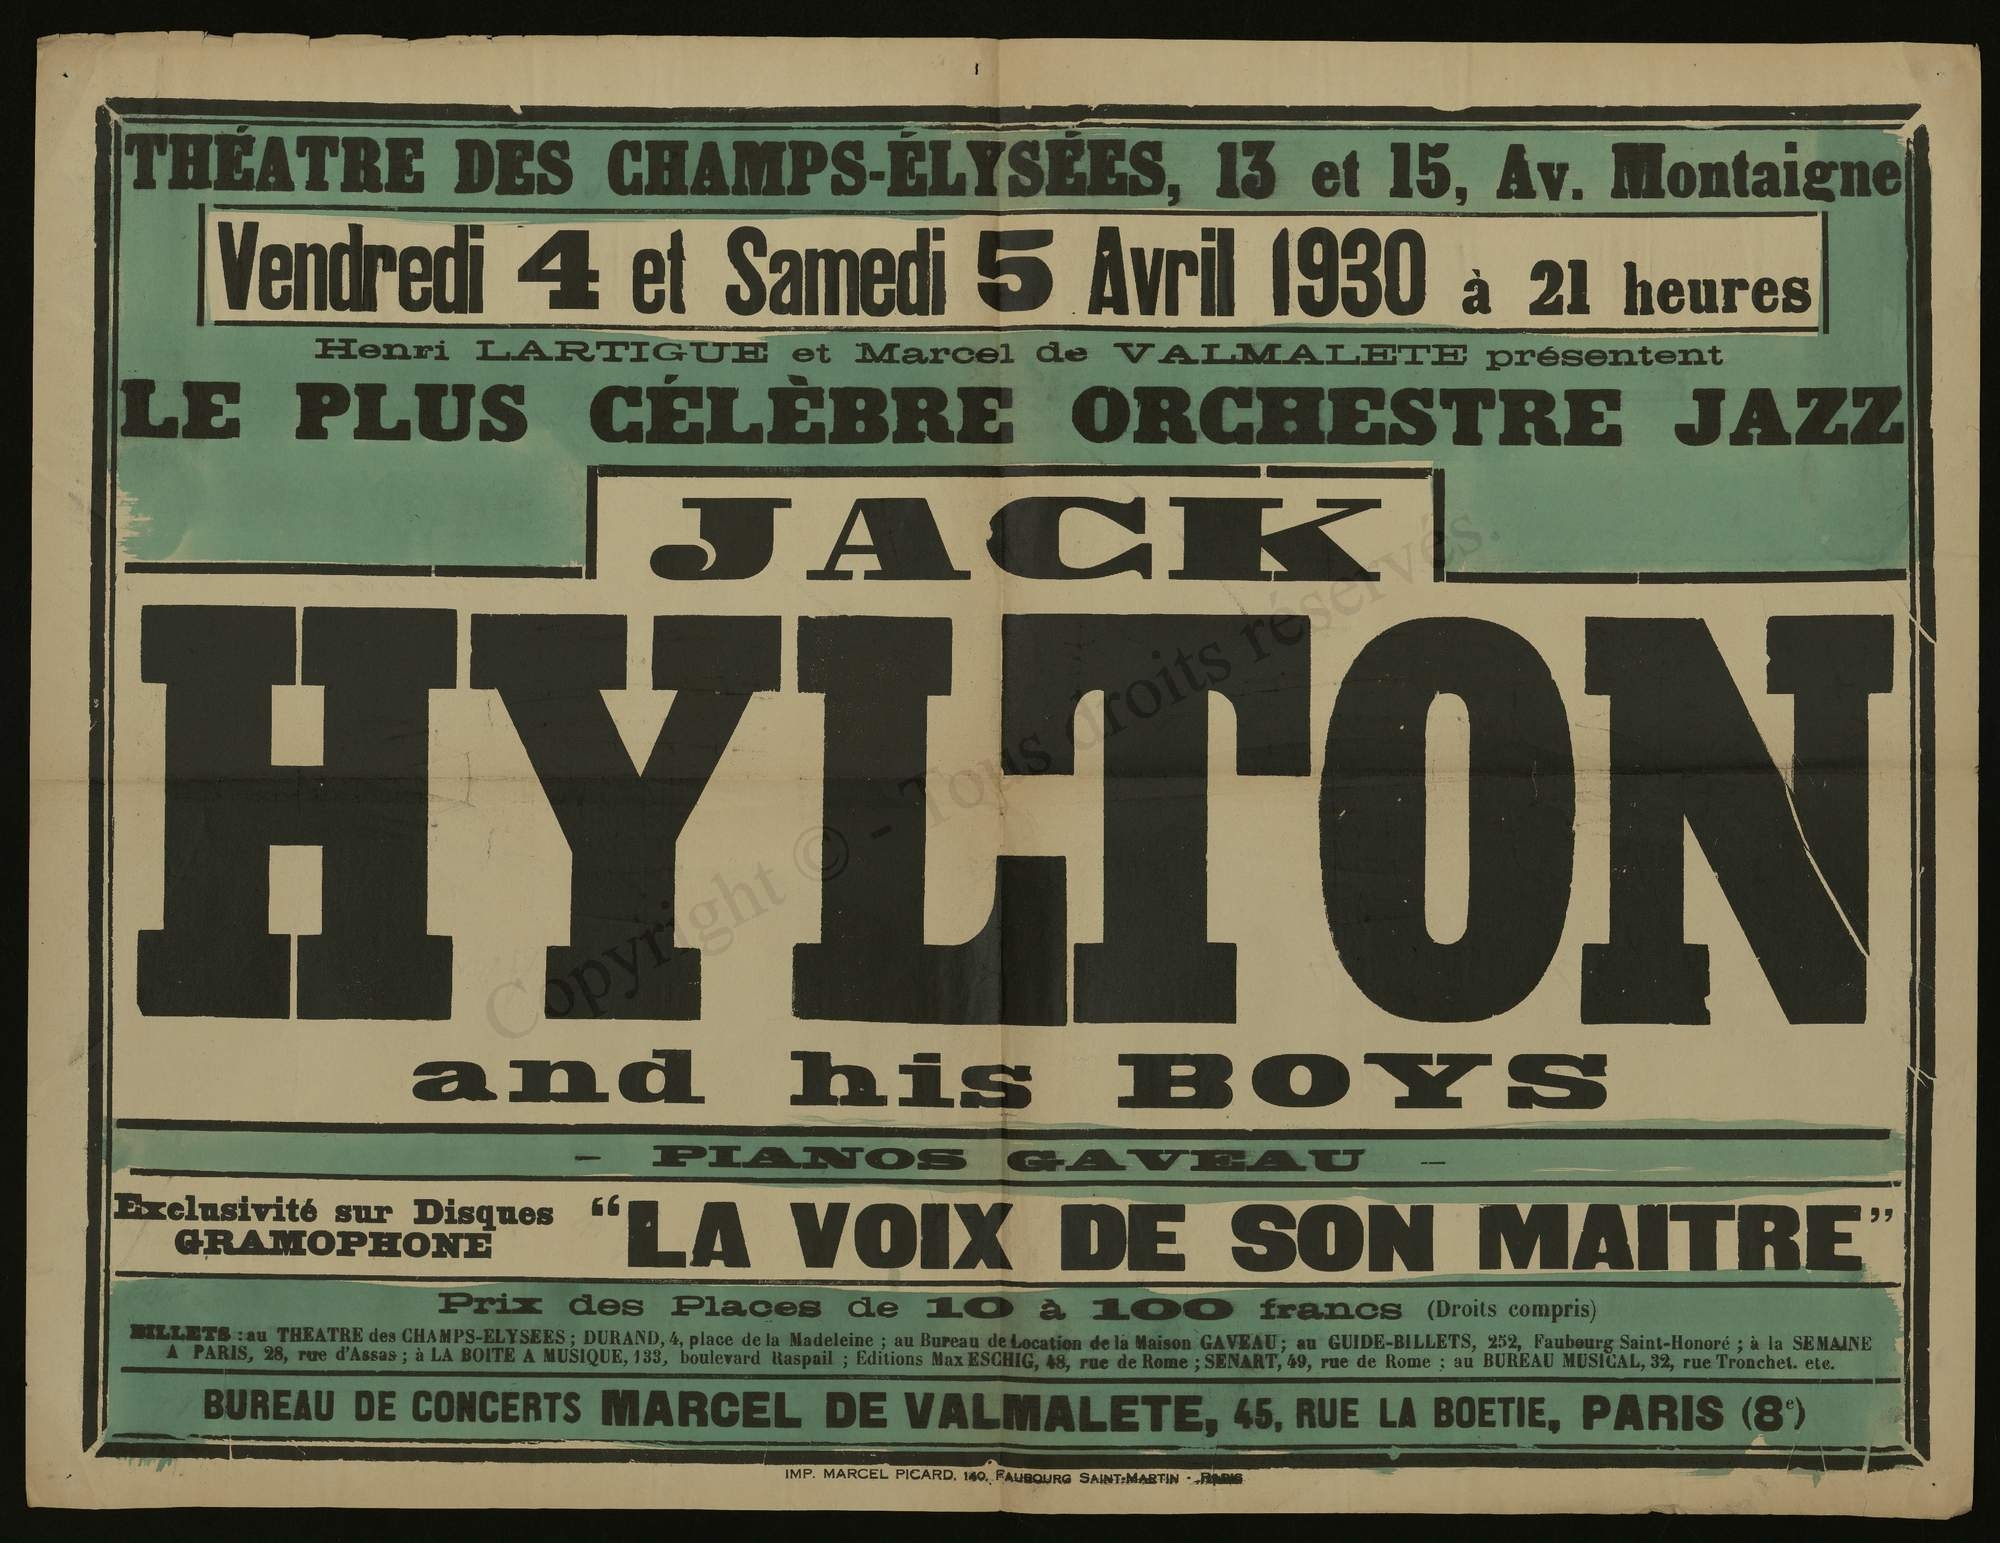 THÉATRE DES CHAMPS-ÉLYSÉES, 13 et 15, Av. Montaigne
Vendredi 4 et Samedi 5 Avril 1930 à 21 heures
Henri LARTIGUE et Marcel de VALMALETE présentent
LE PLUS CÉLÈBRE ORCHESTRE JAZZ
JACK
HYLTON
and his BOYS
- PIANOS GAVEAU -
Exclusivité sur Disques
GRAMOPHONE
“LA VOIX DE SON MAITRE”
Prix des Places de 10 à 100 francs (Droits compris)
BILLETS : au THEATRE des CHAMPS-ELYSEES ; DURAND, 4, place de la Madeleine ; au Bureau de Location de la Maison GAVEAU ; au GUIDE-BILLETS, 252, Faubourg Saint-Honoré ; à la SEMAINE
A PARIS, 28, rue d'Assas ; à LA BOITE A MUSIQUE, 133, boulevard Raspail ; Editions Max ESCHIG, 48, rue de Rome ; SENART, 49, rue de Rome ; au BUREAU MUSICAL, 32, rue Tronchet. etc.
BUREAU DE CONCERTS MARCEL DE VALMALETE, 45, RUE LA BOETIE, PARIS (8e)
IMP. MARCEL PICARD, 140, FAUBOURG SAINT-MARTIN - PARIS
Copyright © - Tous droits réservés.